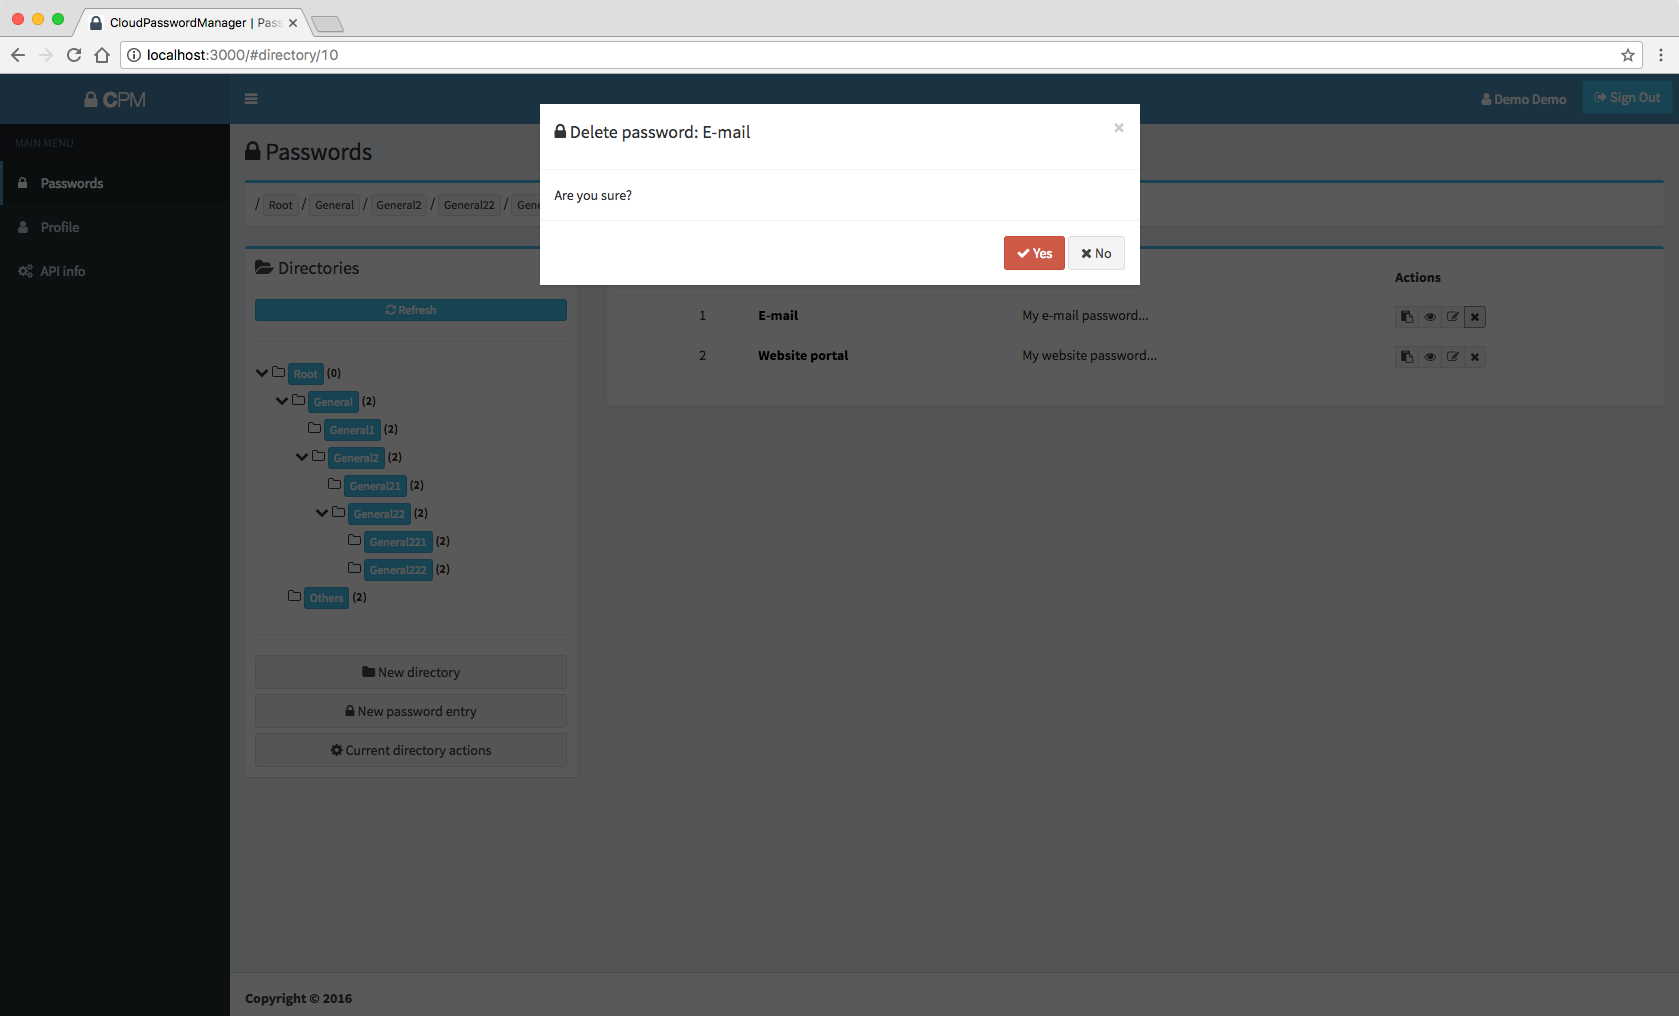 CloudPasswordManager | Pass
localhost:3000/#directory/10
CPM
Demo Demo
Sign Out
MAIN MENU
Passwords
Profile
API info
Passwords
/ Root / General / General2 / General22 /
Delete password: E-mail
×
Are you sure?
Yes
No
Directories
Refresh
Root (0)
General (2)
General1 (2)
General2 (2)
General21 (2)
General22 (2)
General221 (2)
General222 (2)
Others (2)
New directory
New password entry
Current directory actions
Actions
1 E-mail My e-mail password...
2 Website portal My website password...
Copyright © 2016